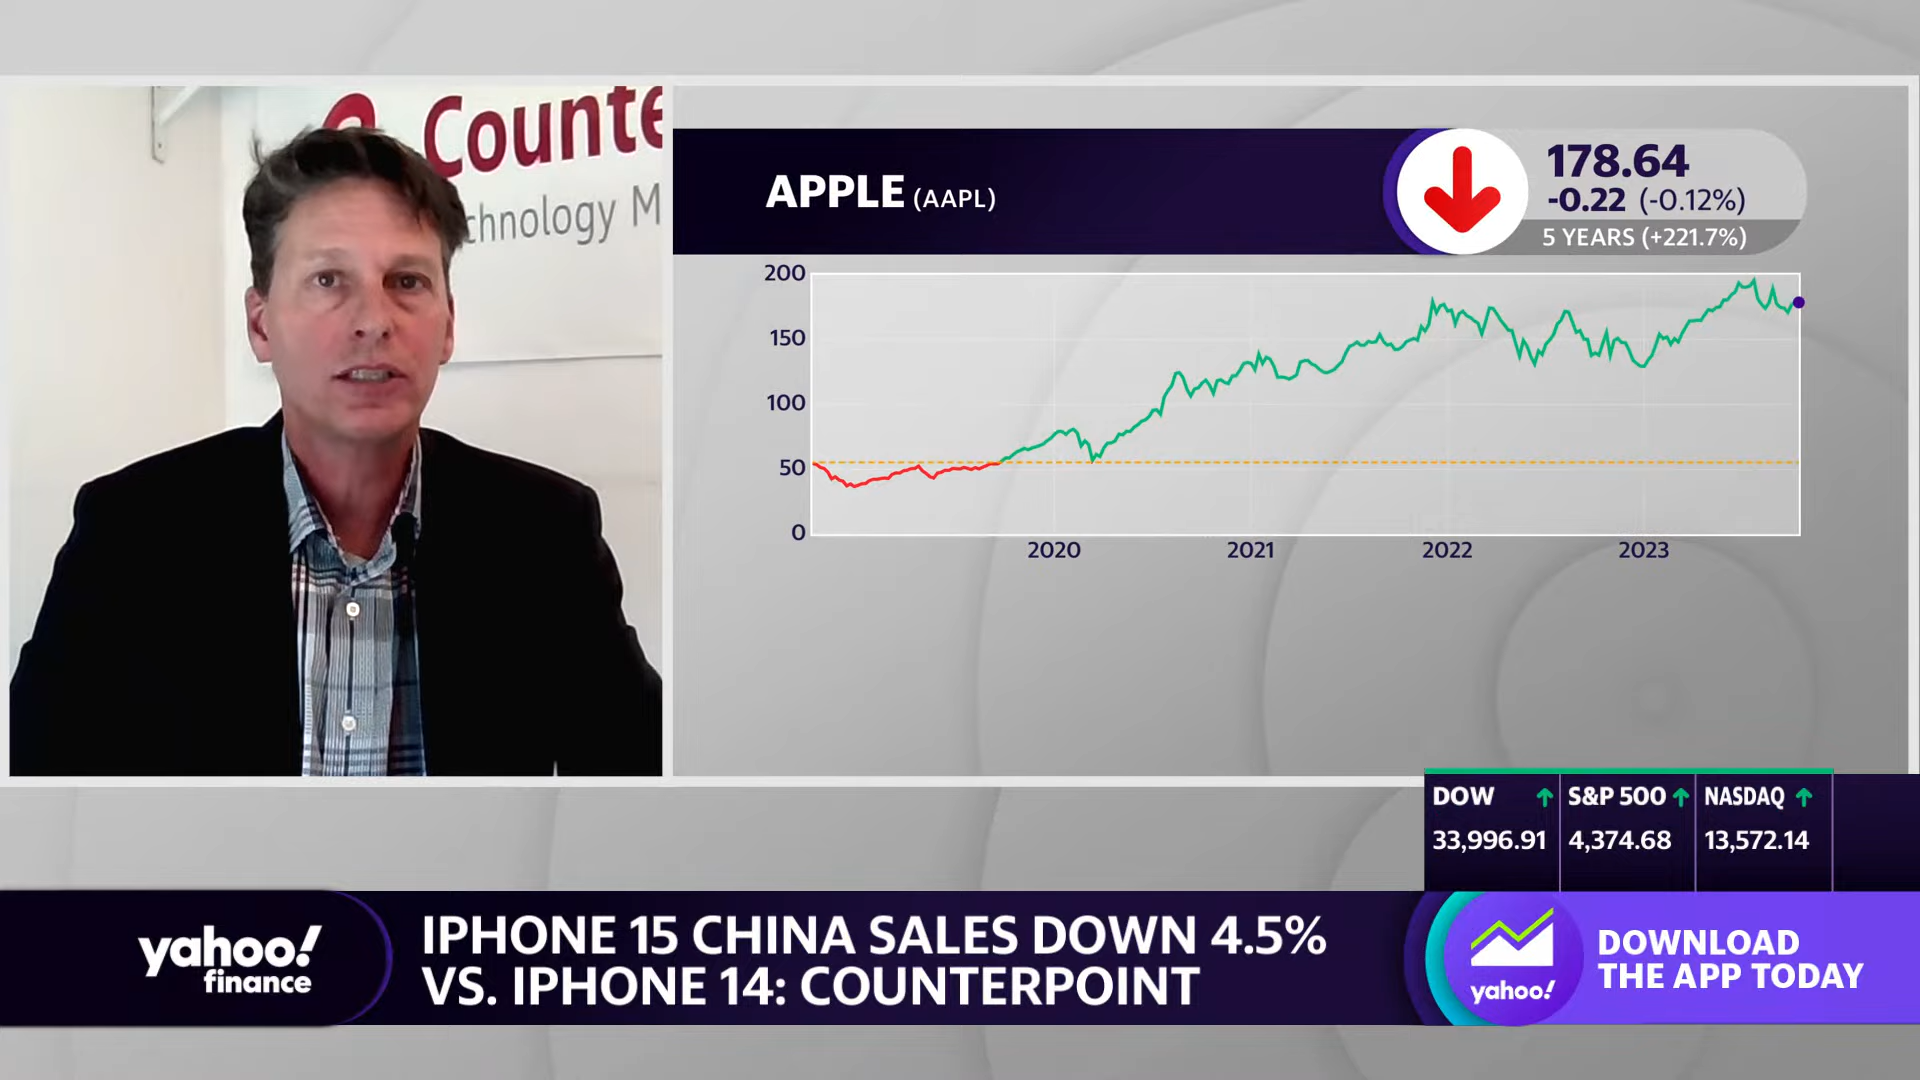 Counte
chnology M
APPLE (AAPL)
178.64
-0.22 (-0.12%)
5 YEARS (+221.7%)
200
150
100
50
0
2020 2021 2022 2023
DOW S&P 500 NASDAQ
33,996.91 4,374.68 13,572.14
yahoo!
finance
IPHONE 15 CHINA SALES DOWN 4.5%
VS. IPHONE 14: COUNTERPOINT
yahoo!
DOWNLOAD
THE APP TODAY